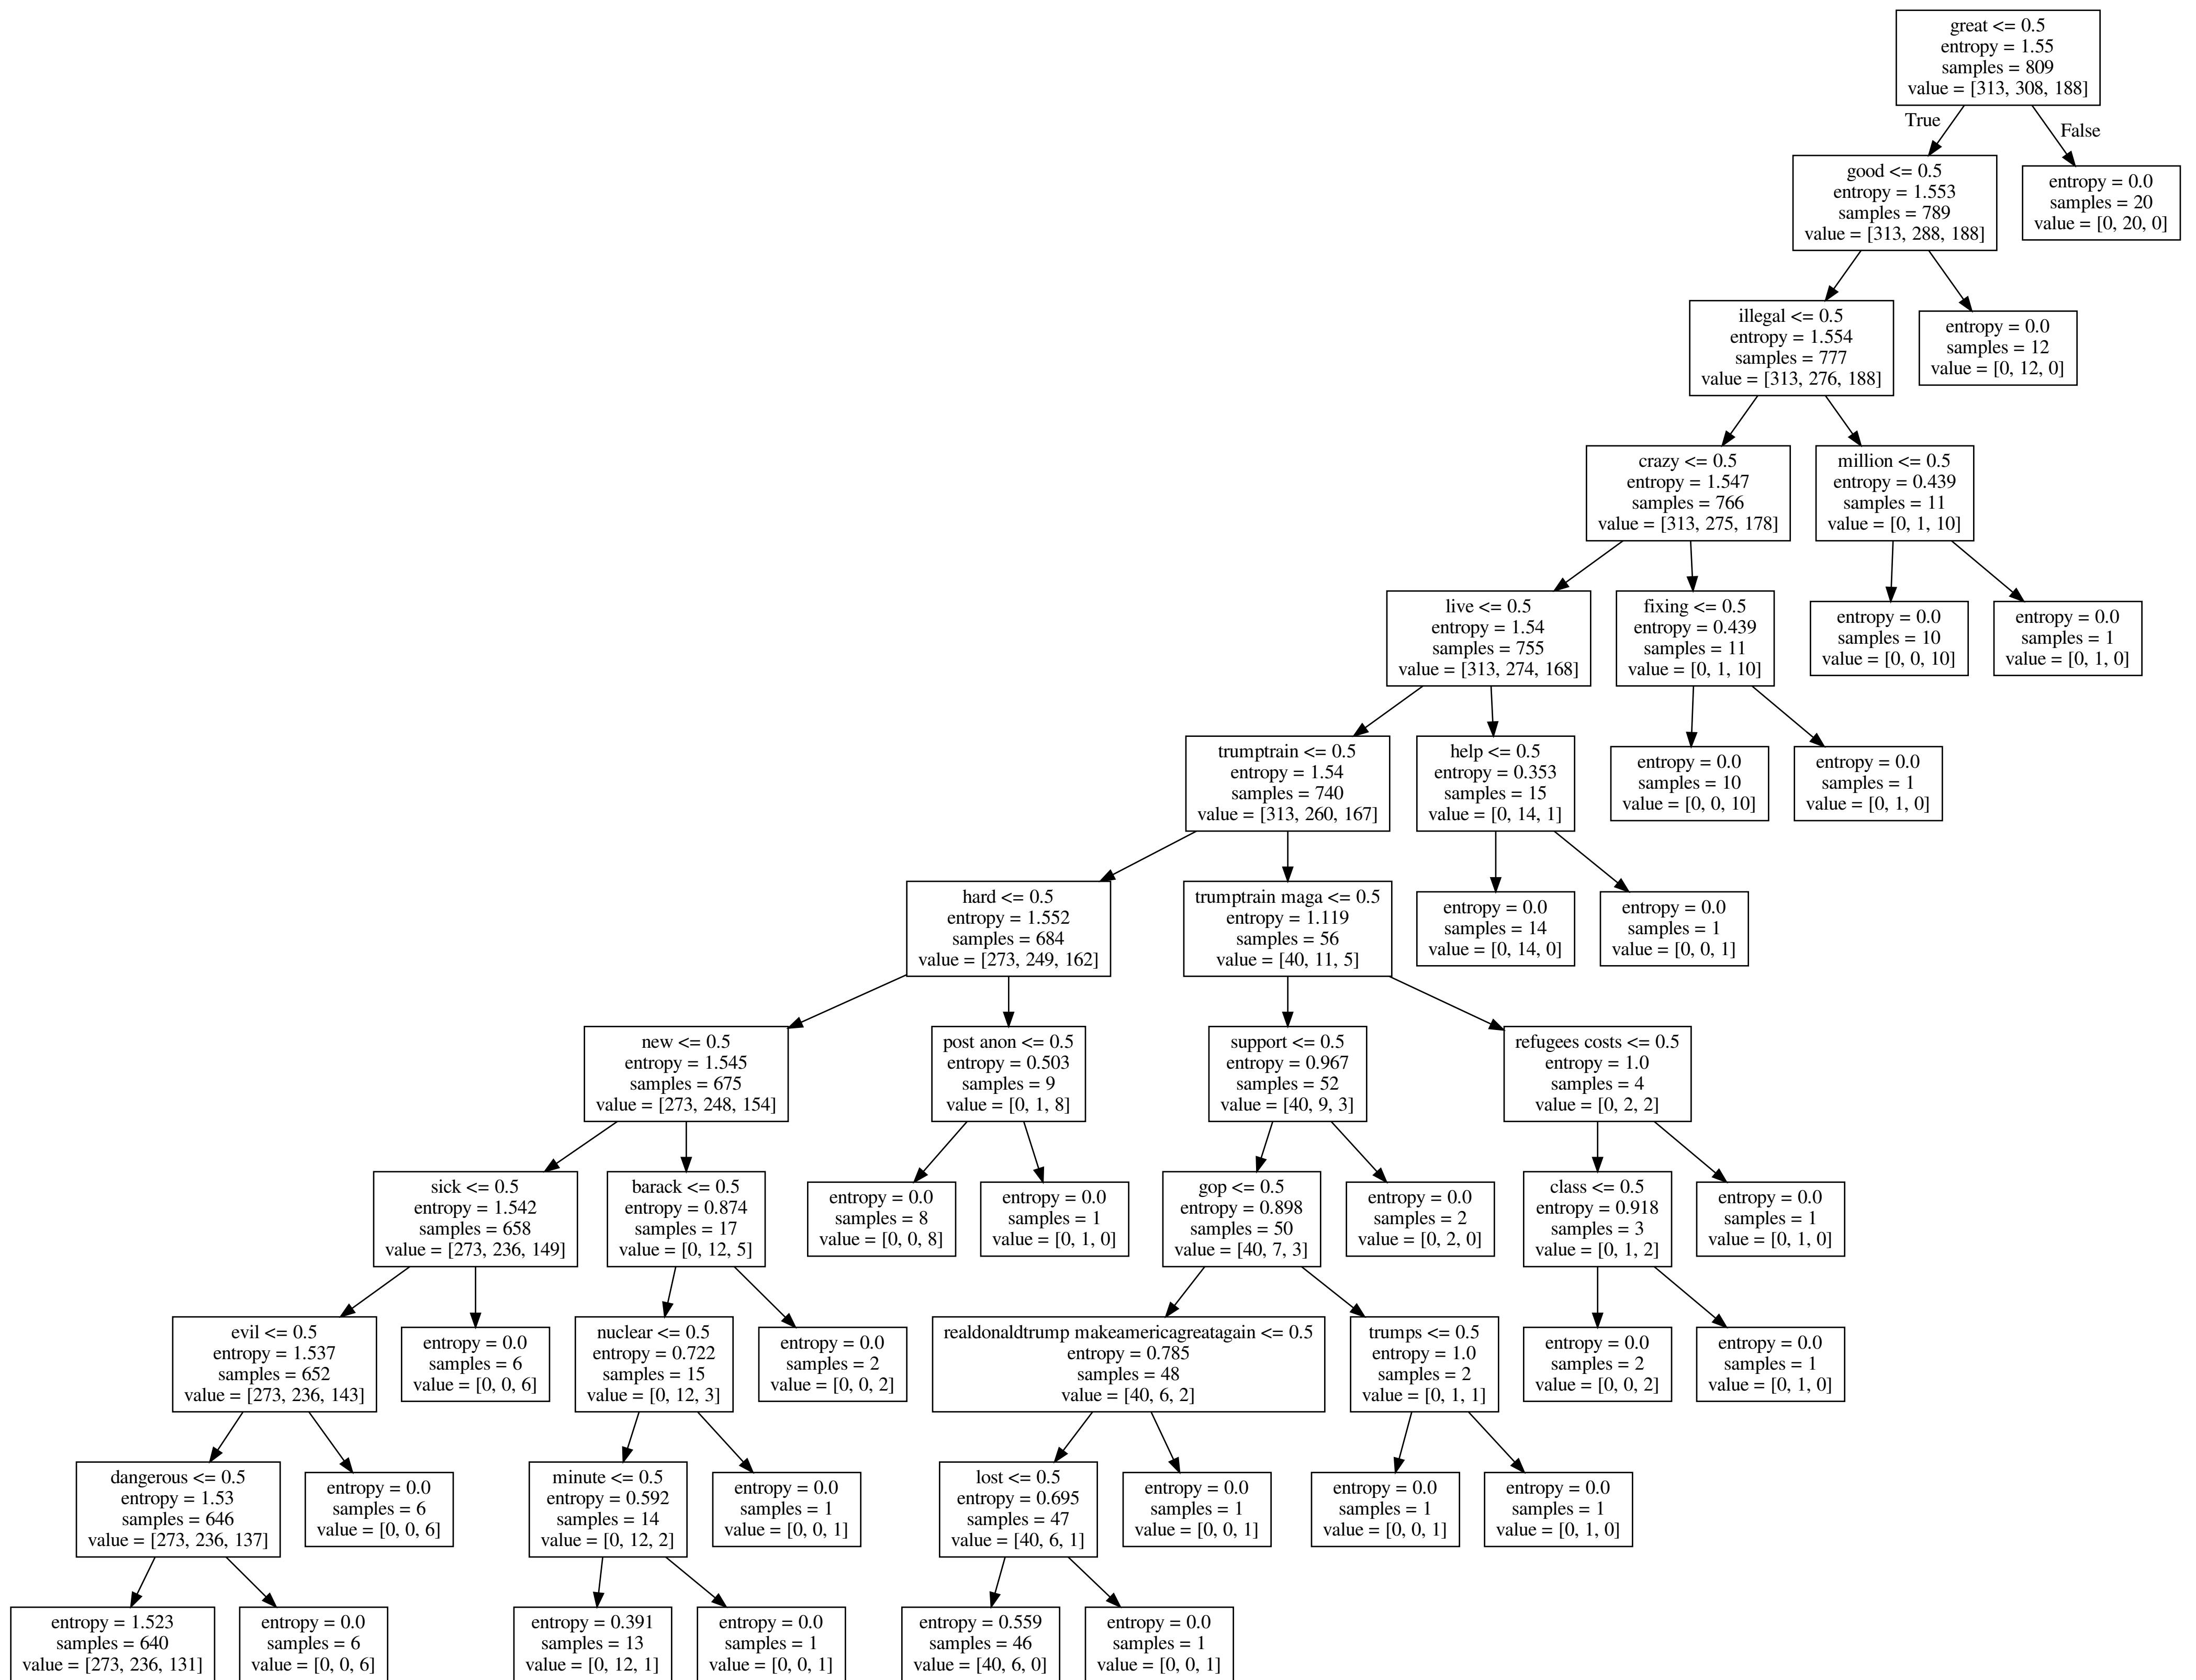 great <= 0.5
entropy = 1.55
samples = 809
value = [313, 308, 188]
True
False
good <= 0.5
entropy = 1.553
samples = 789
value = [313, 288, 188]
entropy = 0.0
samples = 20
value = [0, 20, 0]
illegal <= 0.5
entropy = 1.554
samples = 777
value = [313, 276, 188]
entropy = 0.0
samples = 12
value = [0, 12, 0]
crazy <= 0.5
entropy = 1.547
samples = 766
value = [313, 275, 178]
million <= 0.5
entropy = 0.439
samples = 11
value = [0, 1, 10]
live <= 0.5
entropy = 1.54
samples = 755
value = [313, 274, 168]
fixing <= 0.5
entropy = 0.439
samples = 11
value = [0, 1, 10]
entropy = 0.0
samples = 10
value = [0, 0, 10]
entropy = 0.0
samples = 1
value = [0, 1, 0]
trumptrain <= 0.5
entropy = 1.54
samples = 740
value = [313, 260, 167]
help <= 0.5
entropy = 0.353
samples = 15
value = [0, 14, 1]
entropy = 0.0
samples = 10
value = [0, 0, 10]
entropy = 0.0
samples = 1
value = [0, 1, 0]
hard <= 0.5
entropy = 1.552
samples = 684
value = [273, 249, 162]
trumptrain maga <= 0.5
entropy = 1.119
samples = 56
value = [40, 11, 5]
entropy = 0.0
samples = 14
value = [0, 14, 0]
entropy = 0.0
samples = 1
value = [0, 0, 1]
new <= 0.5
entropy = 1.545
samples = 675
value = [273, 248, 154]
post anon <= 0.5
entropy = 0.503
samples = 9
value = [0, 1, 8]
support <= 0.5
entropy = 0.967
samples = 52
value = [40, 9, 3]
refugees costs <= 0.5
entropy = 1.0
samples = 4
value = [0, 2, 2]
sick <= 0.5
entropy = 1.542
samples = 658
value = [273, 236, 149]
barack <= 0.5
entropy = 0.874
samples = 17
value = [0, 12, 5]
entropy = 0.0
samples = 8
value = [0, 0, 8]
entropy = 0.0
samples = 1
value = [0, 1, 0]
gop <= 0.5
entropy = 0.898
samples = 50
value = [40, 7, 3]
entropy = 0.0
samples = 2
value = [0, 2, 0]
class <= 0.5
entropy = 0.918
samples = 3
value = [0, 1, 2]
entropy = 0.0
samples = 1
value = [0, 1, 0]
evil <= 0.5
entropy = 1.537
samples = 652
value = [273, 236, 143]
entropy = 0.0
samples = 6
value = [0, 0, 6]
nuclear <= 0.5
entropy = 0.722
samples = 15
value = [0, 12, 3]
entropy = 0.0
samples = 2
value = [0, 0, 2]
realdonaldtrump makeamericagreatagain <= 0.5
entropy = 0.785
samples = 48
value = [40, 6, 2]
trumps <= 0.5
entropy = 1.0
samples = 2
value = [0, 1, 1]
entropy = 0.0
samples = 2
value = [0, 0, 2]
entropy = 0.0
samples = 1
value = [0, 1, 0]
dangerous <= 0.5
entropy = 1.53
samples = 646
value = [273, 236, 137]
entropy = 0.0
samples = 6
value = [0, 0, 6]
minute <= 0.5
entropy = 0.592
samples = 14
value = [0, 12, 2]
entropy = 0.0
samples = 1
value = [0, 0, 1]
lost <= 0.5
entropy = 0.695
samples = 47
value = [40, 6, 1]
entropy = 0.0
samples = 1
value = [0, 0, 1]
entropy = 0.0
samples = 1
value = [0, 0, 1]
entropy = 0.0
samples = 1
value = [0, 1, 0]
entropy = 1.523
samples = 640
value = [273, 236, 131]
entropy = 0.0
samples = 6
value = [0, 0, 6]
entropy = 0.391
samples = 13
value = [0, 12, 1]
entropy = 0.0
samples = 1
value = [0, 0, 1]
entropy = 0.559
samples = 46
value = [40, 6, 0]
entropy = 0.0
samples = 1
value = [0, 0, 1]